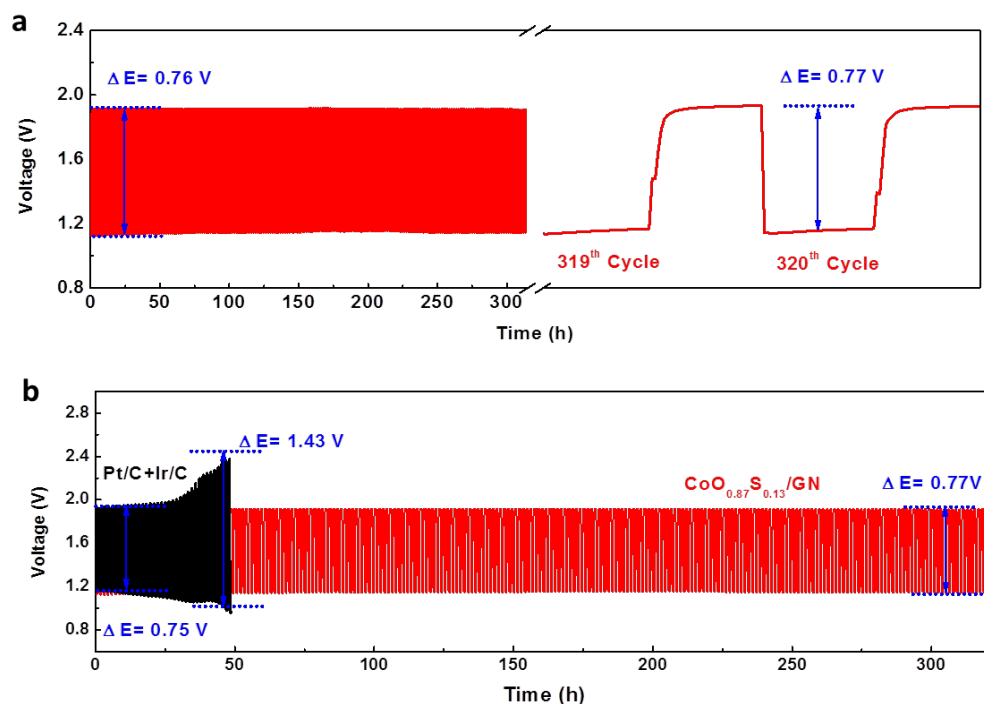 a
2.4
2.0
1.6
1.2
0.8
Voltage (V)
Δ E= 0.76 V
Δ E= 0.77 V
319th Cycle
320th Cycle
0 50 100 150 200 250 300
Time (h)
b
2.8
2.4
2.0
1.6
1.2
0.8
Voltage (V)
Pt/C+Ir/C
Δ E= 1.43 V
CoO0.87S0.13/GN
Δ E= 0.77V
Δ E= 0.75 V
0 50 100 150 200 250 300
Time (h)